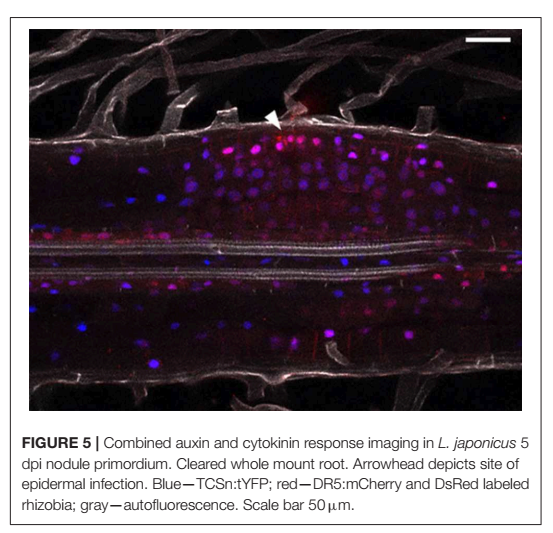 FIGURE 5 | Combined auxin and cytokinin response imaging in L. japonicus 5
dpi nodule primordium. Cleared whole mount root. Arrowhead depicts site of
epidermal infection. Blue—TCSn:tYFP; red—DR5:mCherry and DsRed labeled
rhizobia; gray—autofluorescence. Scale bar 50 μm.